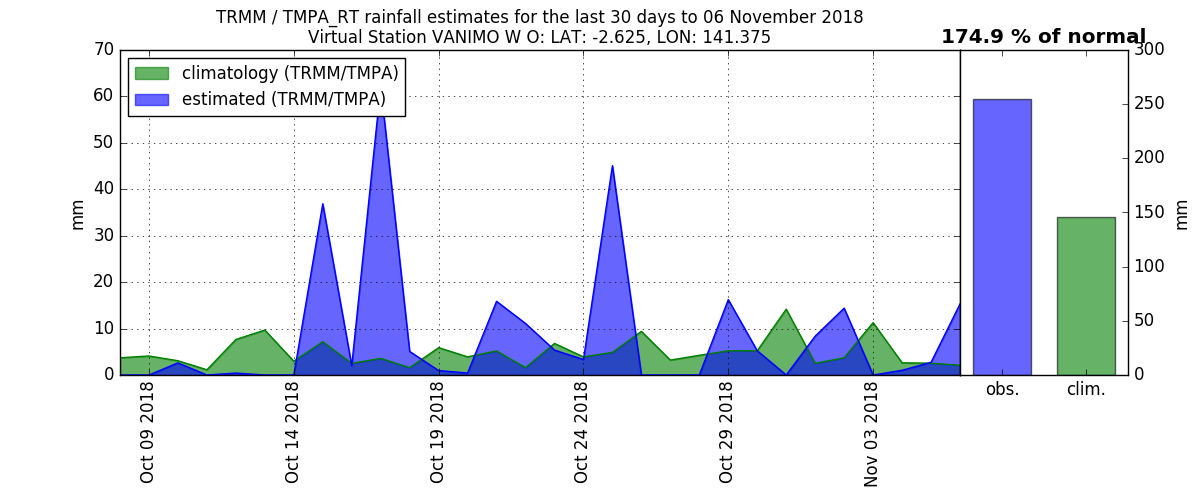 TRMM / TMPA_RT rainfall estimates for the last 30 days to 06 November 2018
Virtual Station VANIMO W O: LAT: -2.625, LON: 141.375
174.9 % of normal
climatology (TRMM/TMPA)
estimated (TRMM/TMPA)
70
60
50
40
30
20
10
0
mm
Oct 09 2018
Oct 14 2018
Oct 19 2018
Oct 24 2018
Oct 29 2018
Nov 03 2018
obs.
clim.
300
250
200
150
100
50
0
mm